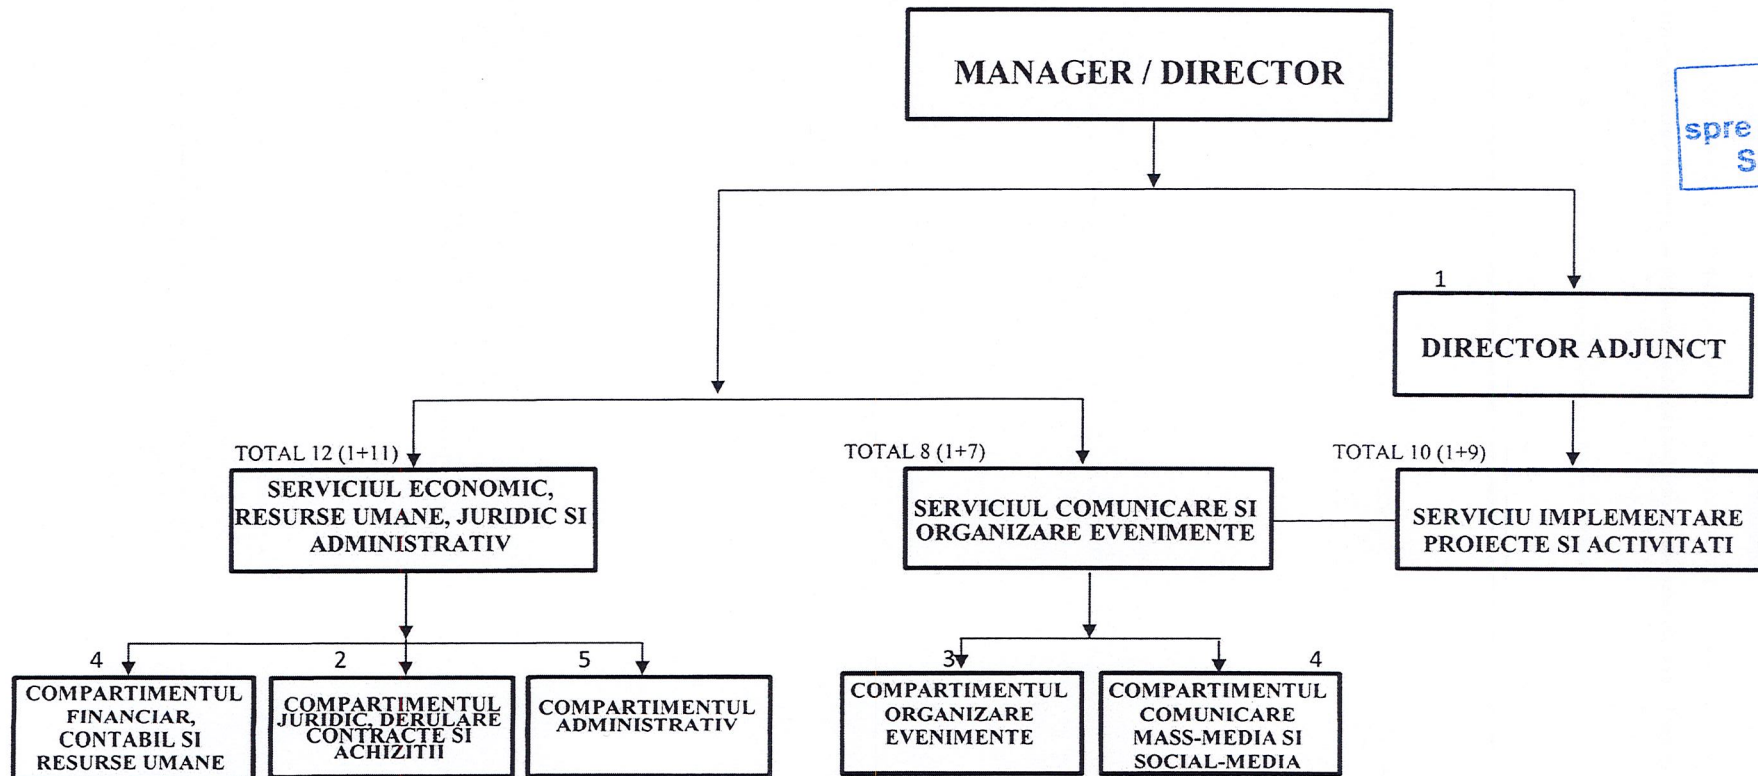 MANAGER / DIRECTOR
spre
S
1
DIRECTOR ADJUNCT
TOTAL 12 (1+11)
SERVICIUL ECONOMIC,
RESURSE UMANE, JURIDIC SI
ADMINISTRATIV
TOTAL 8 (1+7)
SERVICIUL COMUNICARE SI
ORGANIZARE EVENIMENTE
TOTAL 10 (1+9)
SERVICIU IMPLEMENTARE
PROIECTE SI ACTIVITATI
4
COMPARTIMENTUL
FINANCIAR,
CONTABIL SI
RESURSE UMANE
2
COMPARTIMENTUL
JURIDIC, DERULARE
CONTRACTE SI
ACHIZITII
5
COMPARTIMENTUL
ADMINISTRATIV
3
COMPARTIMENTUL
ORGANIZARE
EVENIMENTE
4
COMPARTIMENTUL
COMUNICARE
MASS-MEDIA SI
SOCIAL-MEDIA